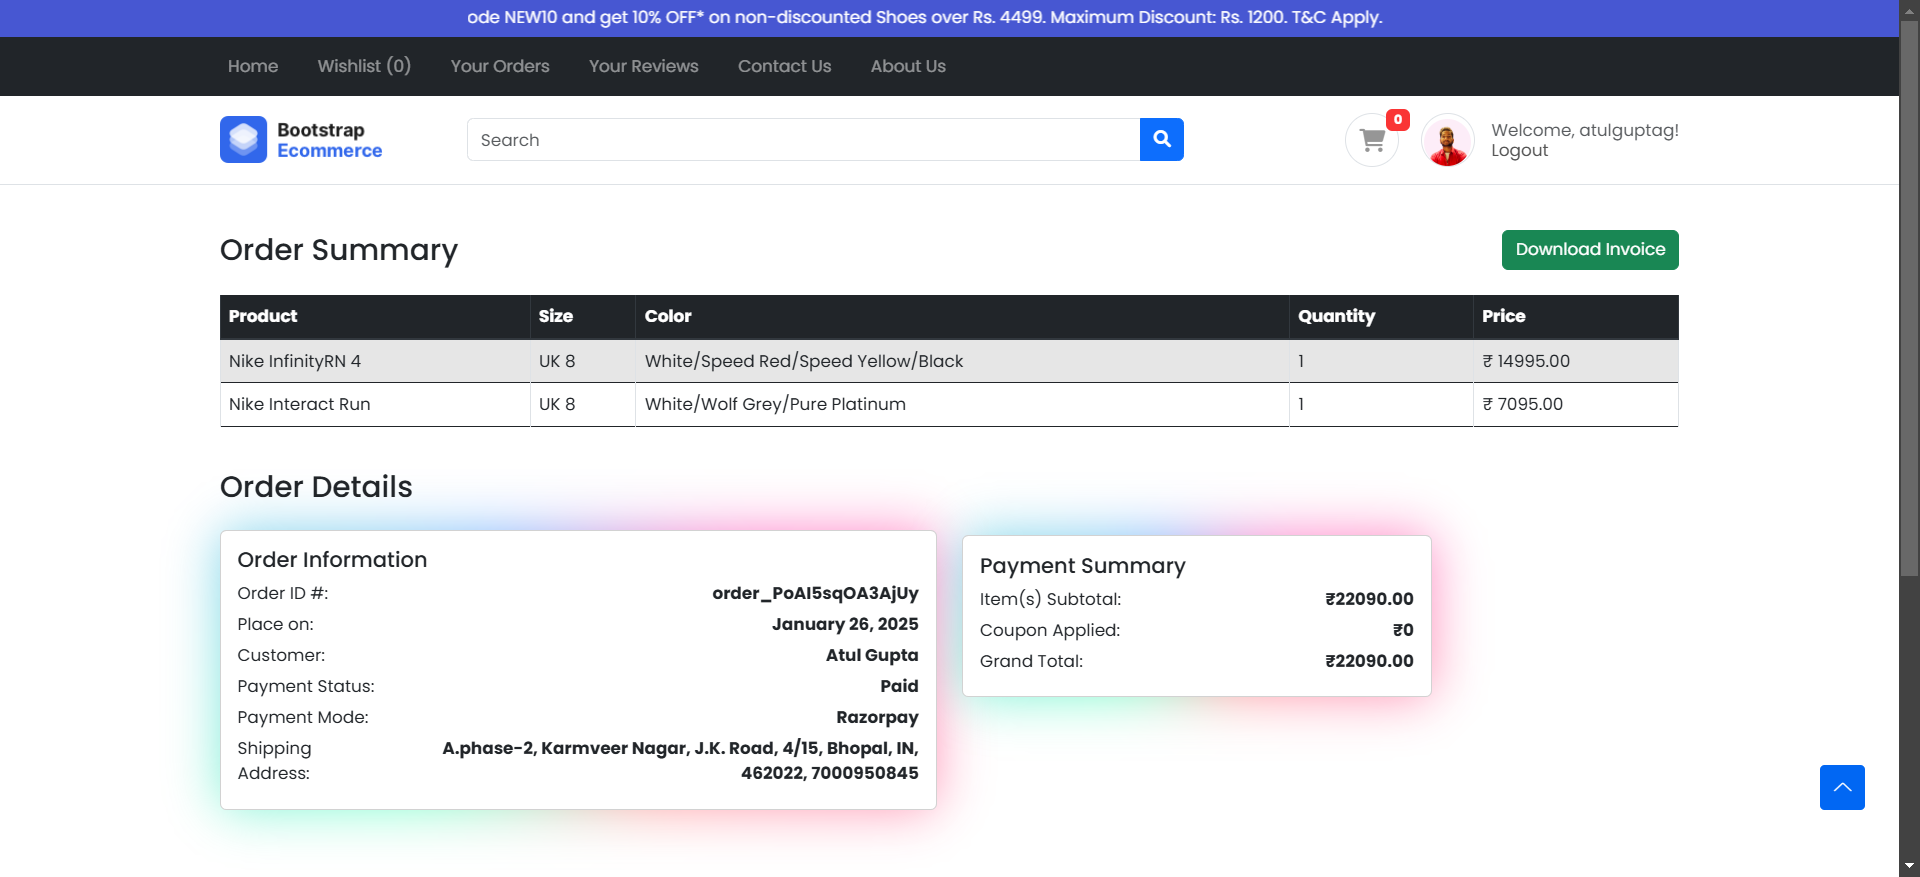 ode NEW10 and get 10% OFF* on non-discounted Shoes over Rs. 4499. Maximum Discount: Rs. 1200. T&C Apply.
Home Wishlist (0) Your Orders Your Reviews Contact Us About Us
Bootstrap
Ecommerce
Search
0
Welcome, atulguptag!
Logout
Order Summary
Download Invoice
Product Size Color Quantity Price
Nike InfinityRN 4 UK 8 White/Speed Red/Speed Yellow/Black 1 ₹ 14995.00
Nike Interact Run UK 8 White/Wolf Grey/Pure Platinum 1 ₹ 7095.00
Order Details
Order Information
Order ID #: order_PoAI5sqOA3AjUy
Place on: January 26, 2025
Customer: Atul Gupta
Payment Status: Paid
Payment Mode: Razorpay
Shipping Address: A.phase-2, Karmveer Nagar, J.K. Road, 4/15, Bhopal, IN,
462022, 7000950845
Payment Summary
Item(s) Subtotal: ₹22090.00
Coupon Applied: ₹0
Grand Total: ₹22090.00